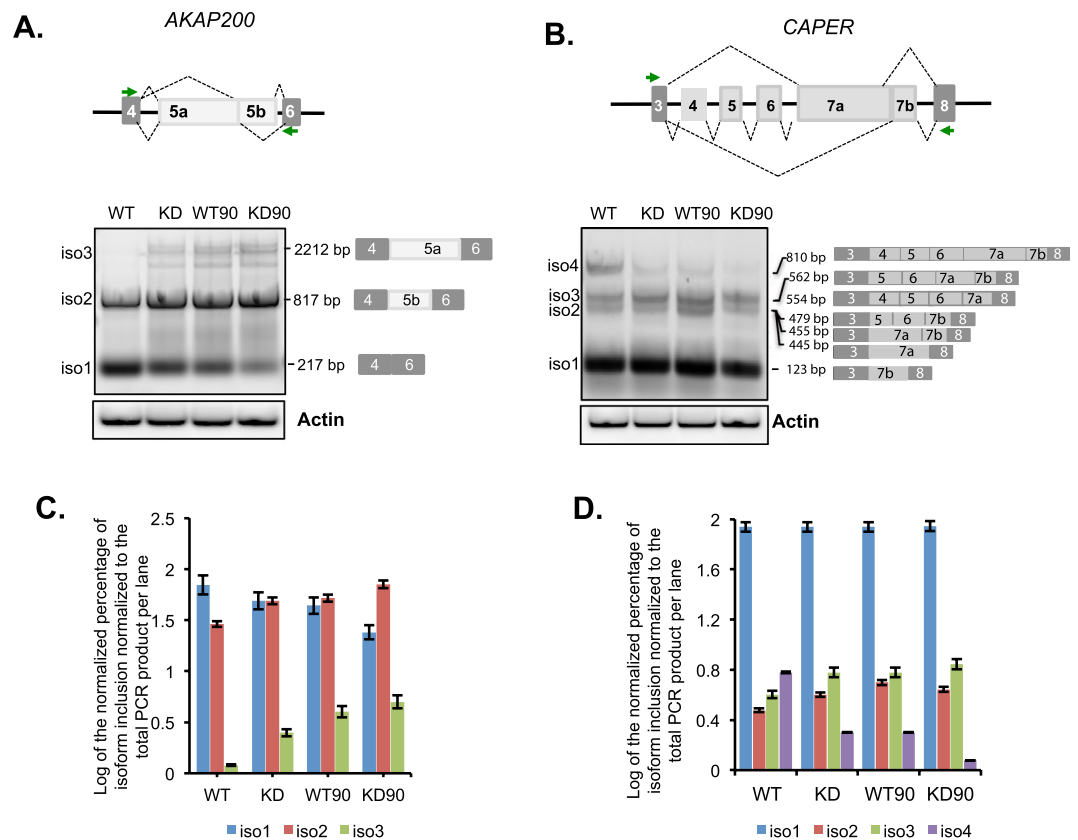 A.
AKAP200
4 5a 5b 6
WT KD WT90 KD90
iso3
2212 bp
4 5a 6
iso2
817 bp
4 5b 6
iso1
217 bp
4 6
Actin
B.
CAPER
3 4 5 6 7a 7b 8
WT KD WT90 KD90
iso4
iso3
iso2
iso1
810 bp
562 bp
554 bp
479 bp
455 bp
445 bp
123 bp
3 4 5 6 7a 7b 8
3 5 6 7a 7b 8
3 4 5 6 7a 8
3 5 6 7b 8
3 7a 7b 8
3 7a 8
3 7b 8
Actin
C.
Log of the normalized percentage of
isoform inclusion normalized to the
total PCR product per lane
2.5
2
1.5
1
0.5
0
WT KD WT90 KD90
iso1 iso2 iso3
D.
Log of the normalized percentage of
isoform inclusion normalized to the
total PCR product per lane
2
1.6
1.2
0.8
0.4
0
WT KD WT90 KD90
iso1 iso2 iso3 iso4